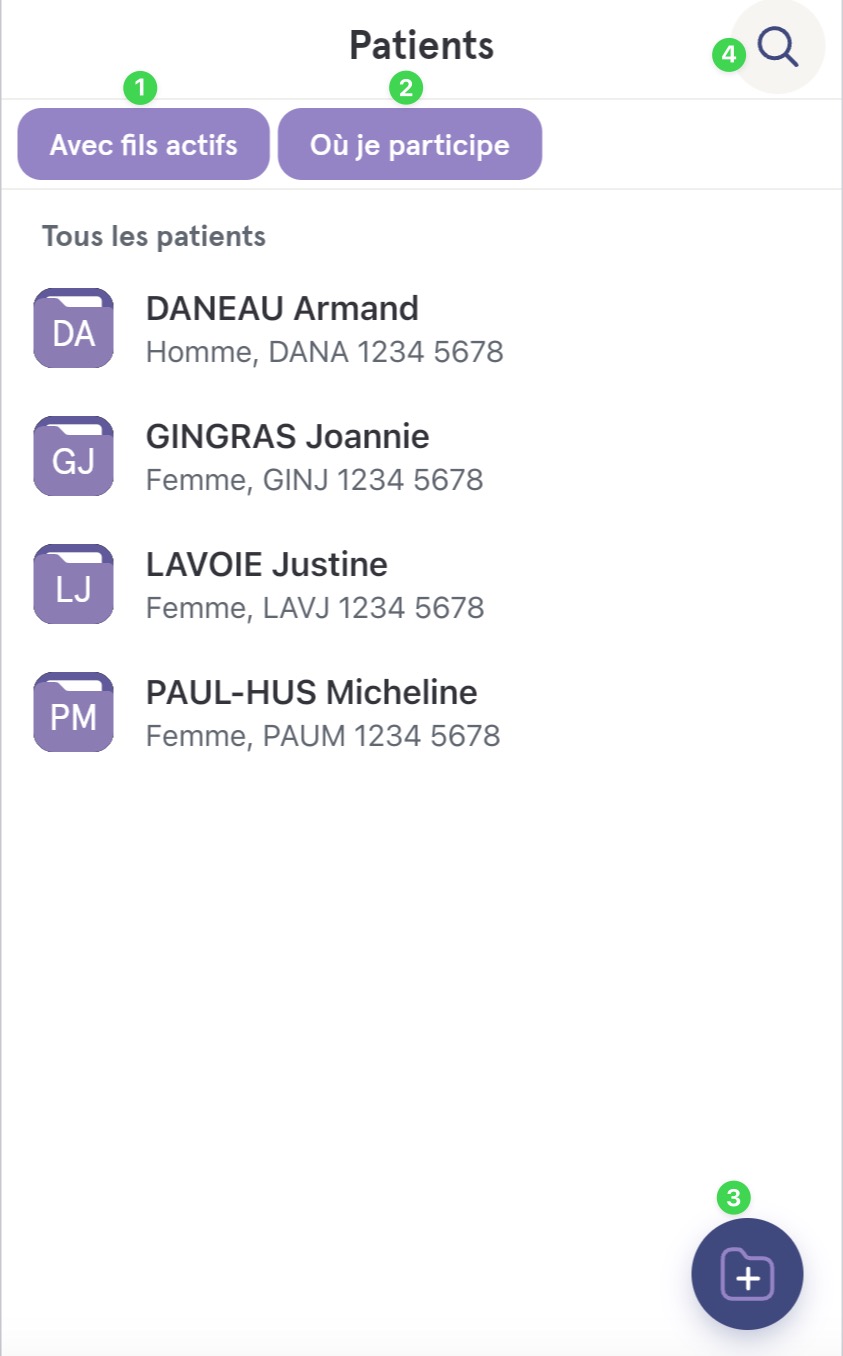 Patients
4
1
2
Avec fils actifs
Où je participe
Tous les patients
DA
DANEAU Armand
Homme, DANA 1234 5678
GJ
GINGRAS Joannie
Femme, GINJ 1234 5678
LJ
LAVOIE Justine
Femme, LAVJ 1234 5678
PM
PAUL-HUS Micheline
Femme, PAUM 1234 5678
3